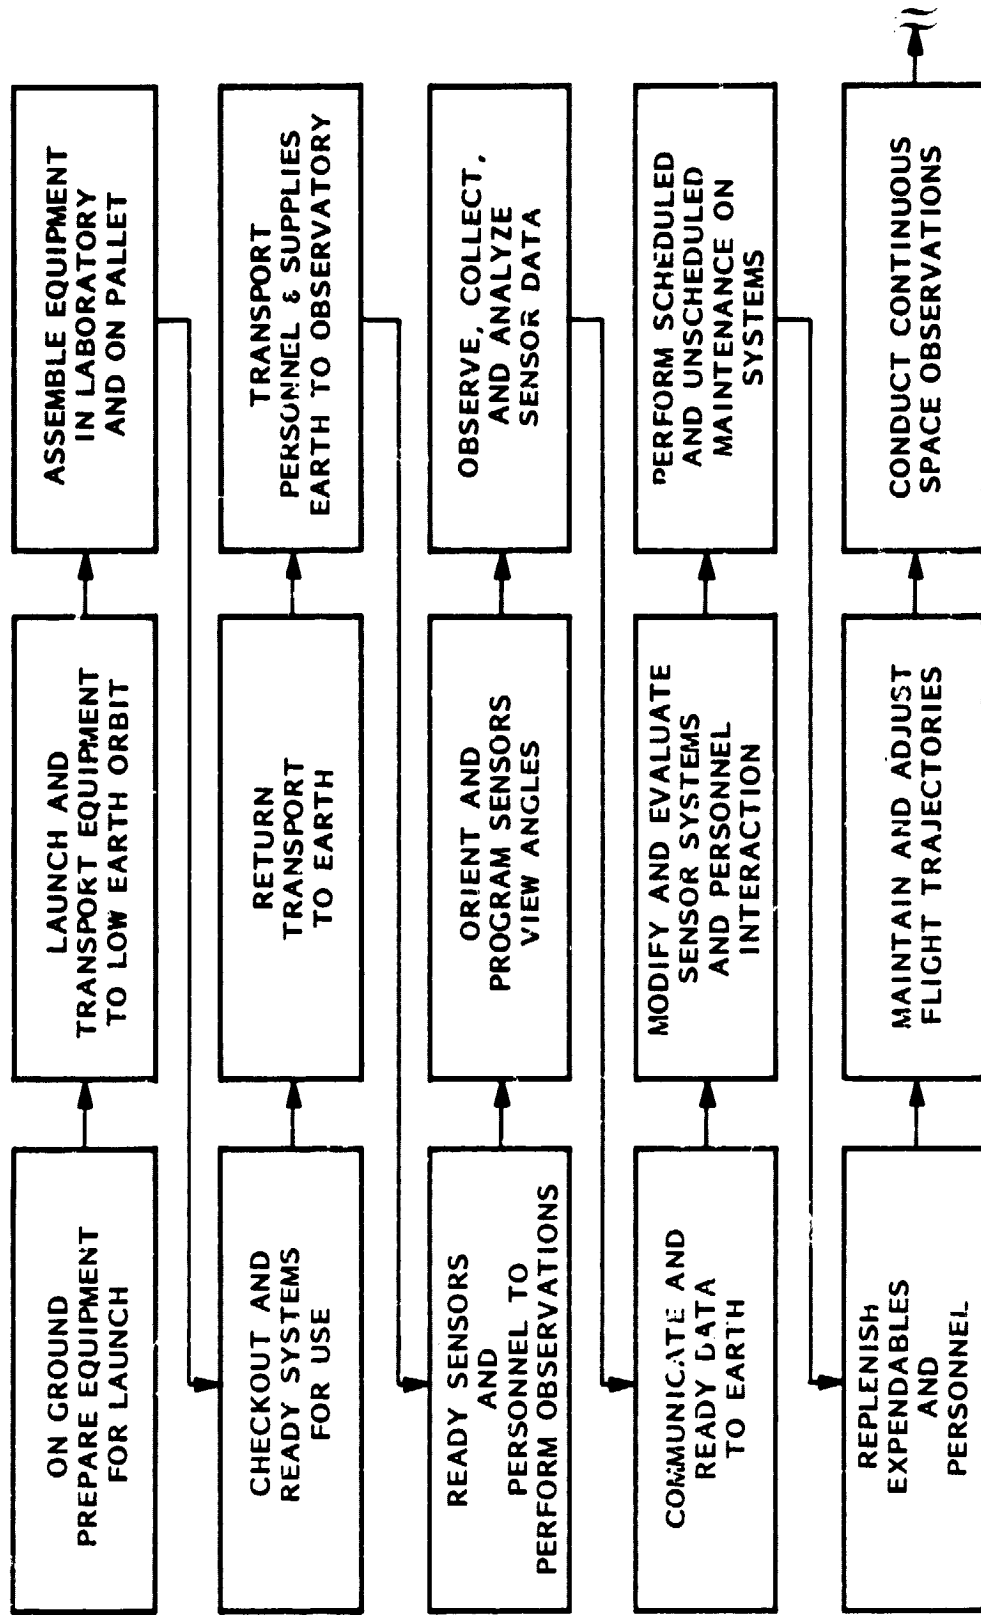 ON GROUND
PREPARE EQUIPMENT
FOR LAUNCH
LAUNCH AND
TRANSPORT EQUIPMENT
TO LOW EARTH ORBIT
ASSEMBLE EQUIPMENT
IN LABORATORY
AND ON PALLET
CHECKOUT AND
READY SYSTEMS
FOR USE
RETURN
TRANSPORT
TO EARTH
TRANSPORT
PERSONNEL & SUPPLIES
EARTH TO OBSERVATORY
READY SENSORS
AND
PERSONNEL TO
PERFORM OBSERVATIONS
ORIENT AND
PROGRAM SENSORS
VIEW ANGLES
OBSERVE, COLLECT,
AND ANALYZE
SENSOR DATA
COMMUNICATE AND
READY DATA
TO EARTH
MODIFY AND EVALUATE
SENSOR SYSTEMS
AND PERSONNEL
INTERACTION
PERFORM SCHEDULED
AND UNSCHEDULED
MAINTENANCE ON
SYSTEMS
REPLENISH
EXPENDABLES
AND
PERSONNEL
MAINTAIN AND ADJUST
FLIGHT TRAJECTORIES
CONDUCT CONTINUOUS
SPACE OBSERVATIONS